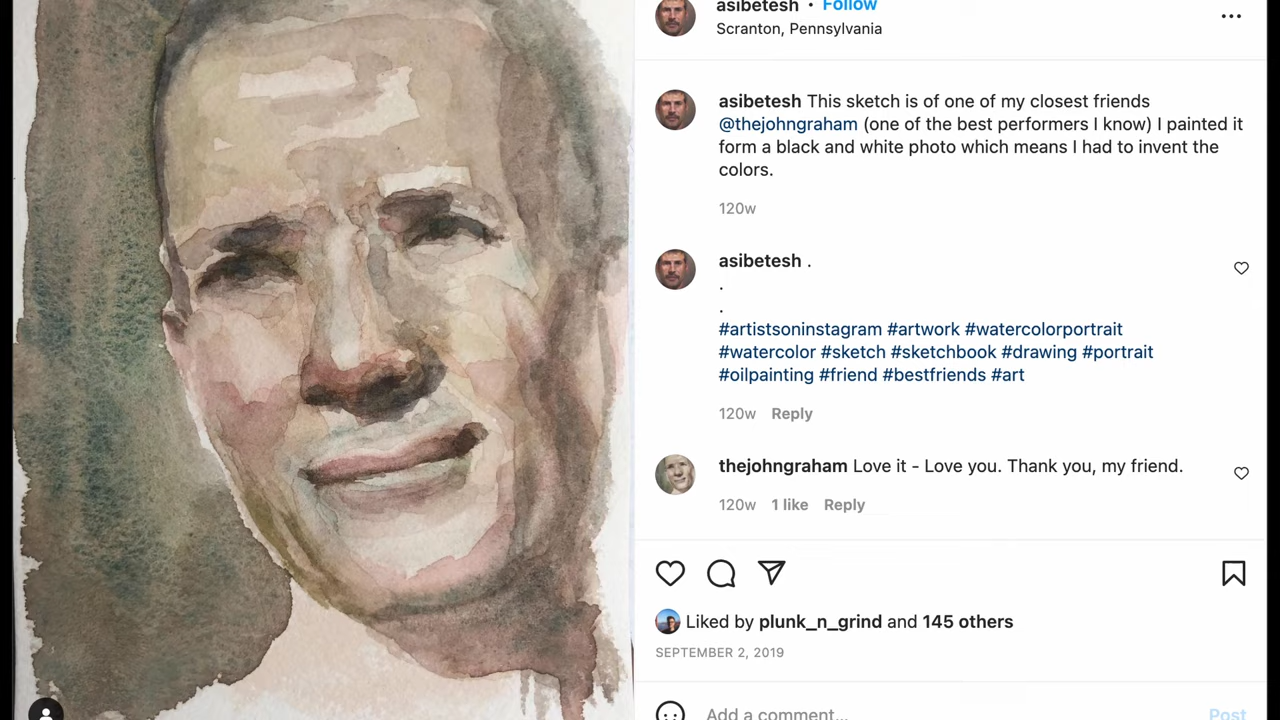 asibetesh • Follow
Scranton, Pennsylvania
asibetesh This sketch is of one of my closest friends
@thejohngraham (one of the best performers I know) I painted it
form a black and white photo which means I had to invent the
colors.
120w
asibetesh .
.
.
#artistsoninstagram #artwork #watercolorportrait
#watercolor #sketch #sketchbook #drawing #portrait
#oilpainting #friend #bestfriends #art
120w Reply
thejohngraham Love it - Love you. Thank you, my friend.
120w 1 like Reply
Liked by plunk_n_grind and 145 others
SEPTEMBER 2, 2019
Add a comment...
Post